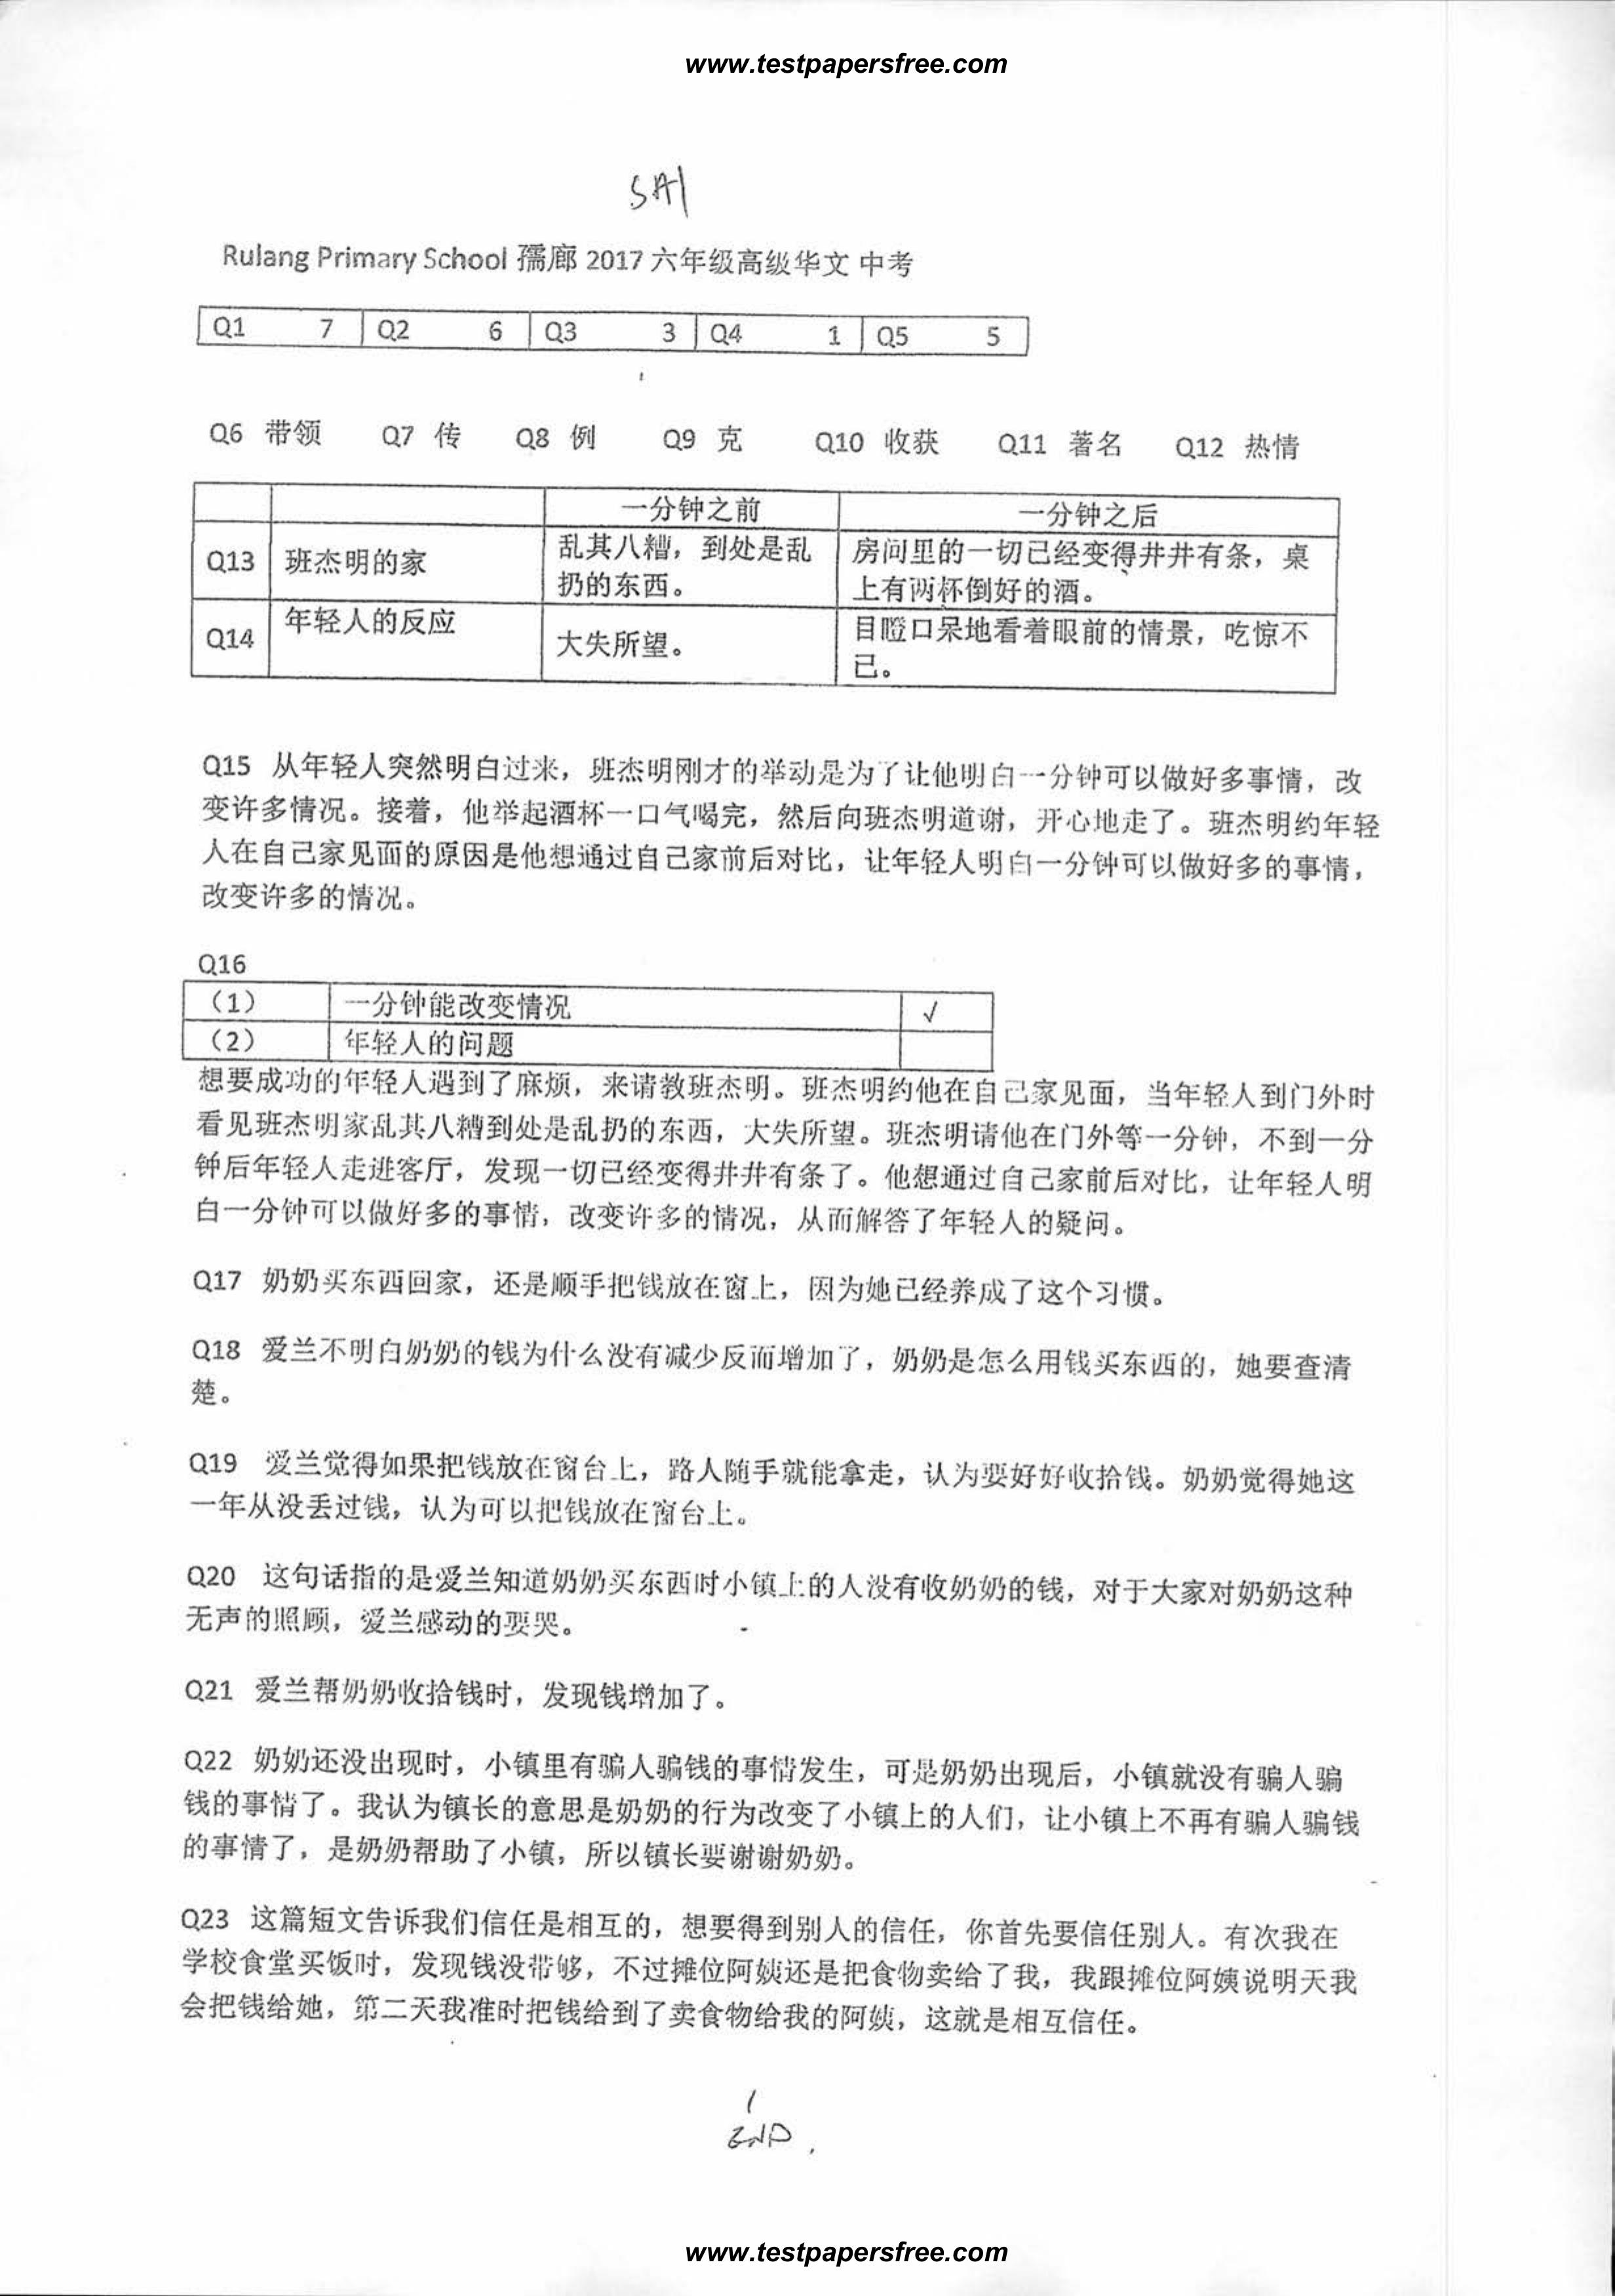 www.testpapersfree.com
SA1
Rulang Primary School 孺廊 2017 六年级高级华文 中考
Q1 7 Q2 6 Q3 3 Q4 1 Q5 5
Q6 带领 Q7 传 Q8 例 Q9 克 Q10 收获 Q11 著名 Q12 热情
一分钟之前 一分钟之后
Q13 班杰明的家 乱其八糟，到处是乱扔的东西。 房间里的一切已经变得井井有条，桌上有两杯倒好的酒。
Q14 年轻人的反应 大失所望。 目瞪口呆地看着眼前的情景，吃惊不已。
Q15 从年轻人突然明白过来，班杰明刚才的举动是为了让他明白一分钟可以做好多事情，改
变许多情况。接着，他举起酒杯一口气喝完，然后向班杰明道谢，开心地走了。班杰明约年轻
人在自己家见面的原因是他想通过自己家前后对比，让年轻人明白一分钟可以做好多的事情，
改变许多的情况。
Q16
（1） 一分钟能改变情况 √
（2） 年轻人的问题
想要成功的年轻人遇到了麻烦，来请教班杰明。班杰明约他在自己家见面，当年轻人到门外时
看见班杰明家乱其八糟到处是乱扔的东西，大失所望。班杰明请他在门外等一分钟，不到一分
钟后年轻人走进客厅，发现一切已经变得井井有条了。他想通过自己家前后对比，让年轻人明
白一分钟可以做好多的事情，改变许多的情况，从而解答了年轻人的疑问。
Q17 奶奶买东西回家，还是顺手把钱放在窗上，因为她已经养成了这个习惯。
Q18 爱兰不明白奶奶的钱为什么没有减少反而增加了，奶奶是怎么用钱买东西的，她要查清
楚。
Q19 爱兰觉得如果把钱放在窗台上，路人随手就能拿走，认为要好好收拾钱。奶奶觉得她这
一年从没丢过钱，认为可以把钱放在窗台上。
Q20 这句话指的是爱兰知道奶奶买东西时小镇上的人没有收奶奶的钱，对于大家对奶奶这种
无声的照顾，爱兰感动的要哭。
Q21 爱兰帮奶奶收拾钱时，发现钱增加了。
Q22 奶奶还没出现时，小镇里有骗人骗钱的事情发生，可是奶奶出现后，小镇就没有骗人骗
钱的事情了。我认为镇长的意思是奶奶的行为改变了小镇上的人们，让小镇上不再有骗人骗钱
的事情了，是奶奶帮助了小镇，所以镇长要谢谢奶奶。
Q23 这篇短文告诉我们信任是相互的，想要得到别人的信任，你首先要信任别人。有次我在
学校食堂买饭时，发现钱没带够，不过摊位阿姨还是把食物卖给了我，我跟摊位阿姨说明天我
会把钱给她，第二天我准时把钱给到了卖食物给我的阿姨，这就是相互信任。
1
END.
www.testpapersfree.com